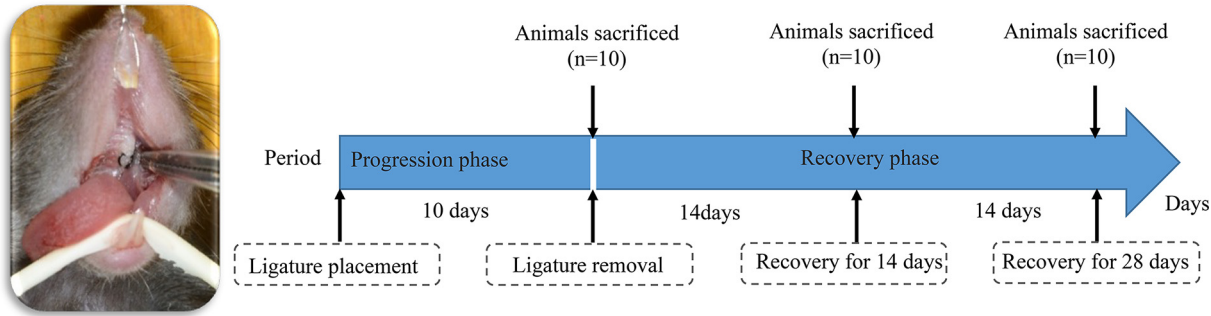 Animals sacrificed
(n=10)
Animals sacrificed
(n=10)
Animals sacrificed
(n=10)
Period
Progression phase
Recovery phase
10 days
14days
14 days
Days
Ligature placement
Ligature removal
Recovery for 14 days
Recovery for 28 days